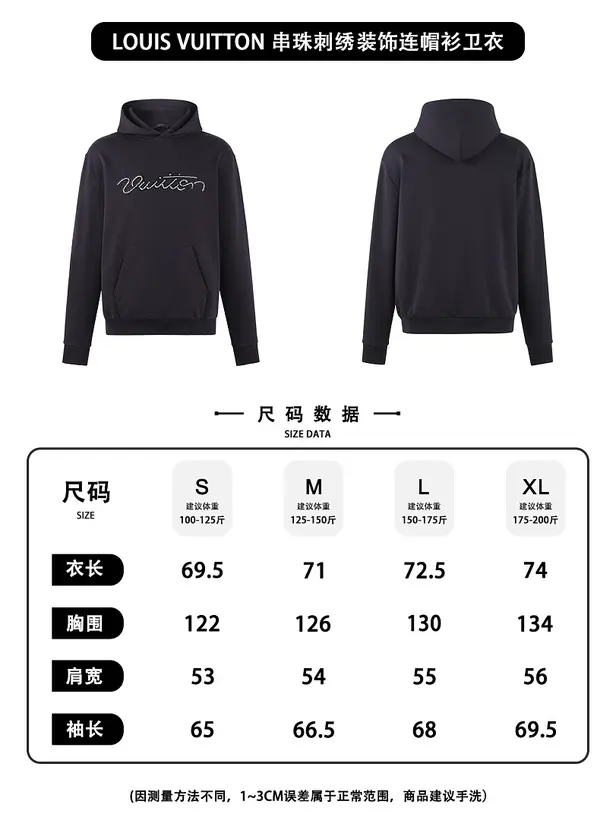 LOUIS VUITTON 串珠刺绣装饰连帽衫卫衣
Vuitton
尺码数据
SIZE DATA
尺码 S M L XL
SIZE 建议体重 建议体重 建议体重 建议体重
100-125斤 125-150斤 150-175斤 175-200斤
衣长 69.5 71 72.5 74
胸围 122 126 130 134
肩宽 53 54 55 56
袖长 65 66.5 68 69.5
(因测量方法不同，1~3CM误差属于正常范围，商品建议手洗)